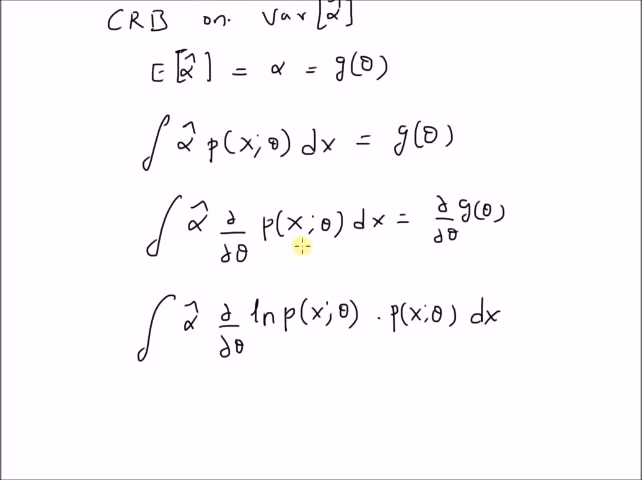 CRB on Var[α̂]
E[α̂] = α = g(θ)
∫ α̂ p(x;θ) dx = g(θ)
∫ α̂ ∂/∂θ p(x;θ) dx = ∂/∂θ g(θ)
∫ α̂ ∂/∂θ ln p(x;θ) . p(x;θ) dx